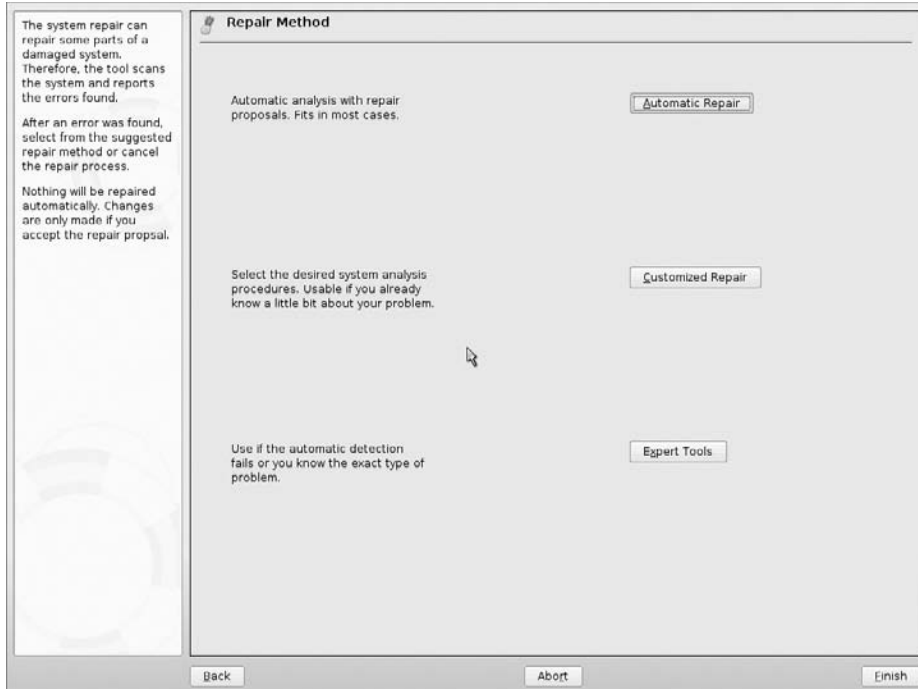 The system repair can
repair some parts of a
damaged system.
Therefore, the tool scans
the system and reports
the errors found.
After an error was found,
select from the suggested
repair method or cancel
the repair process.
Nothing will be repaired
automatically. Changes
are only made if you
accept the repair propsal.
Repair Method
Automatic analysis with repair
proposals. Fits in most cases.
Automatic Repair
Select the desired system analysis
procedures. Usable if you already
know a little bit about your problem.
Customized Repair
Use if the automatic detection
fails or you know the exact type of
problem.
Expert Tools
Back
Abort
Finish